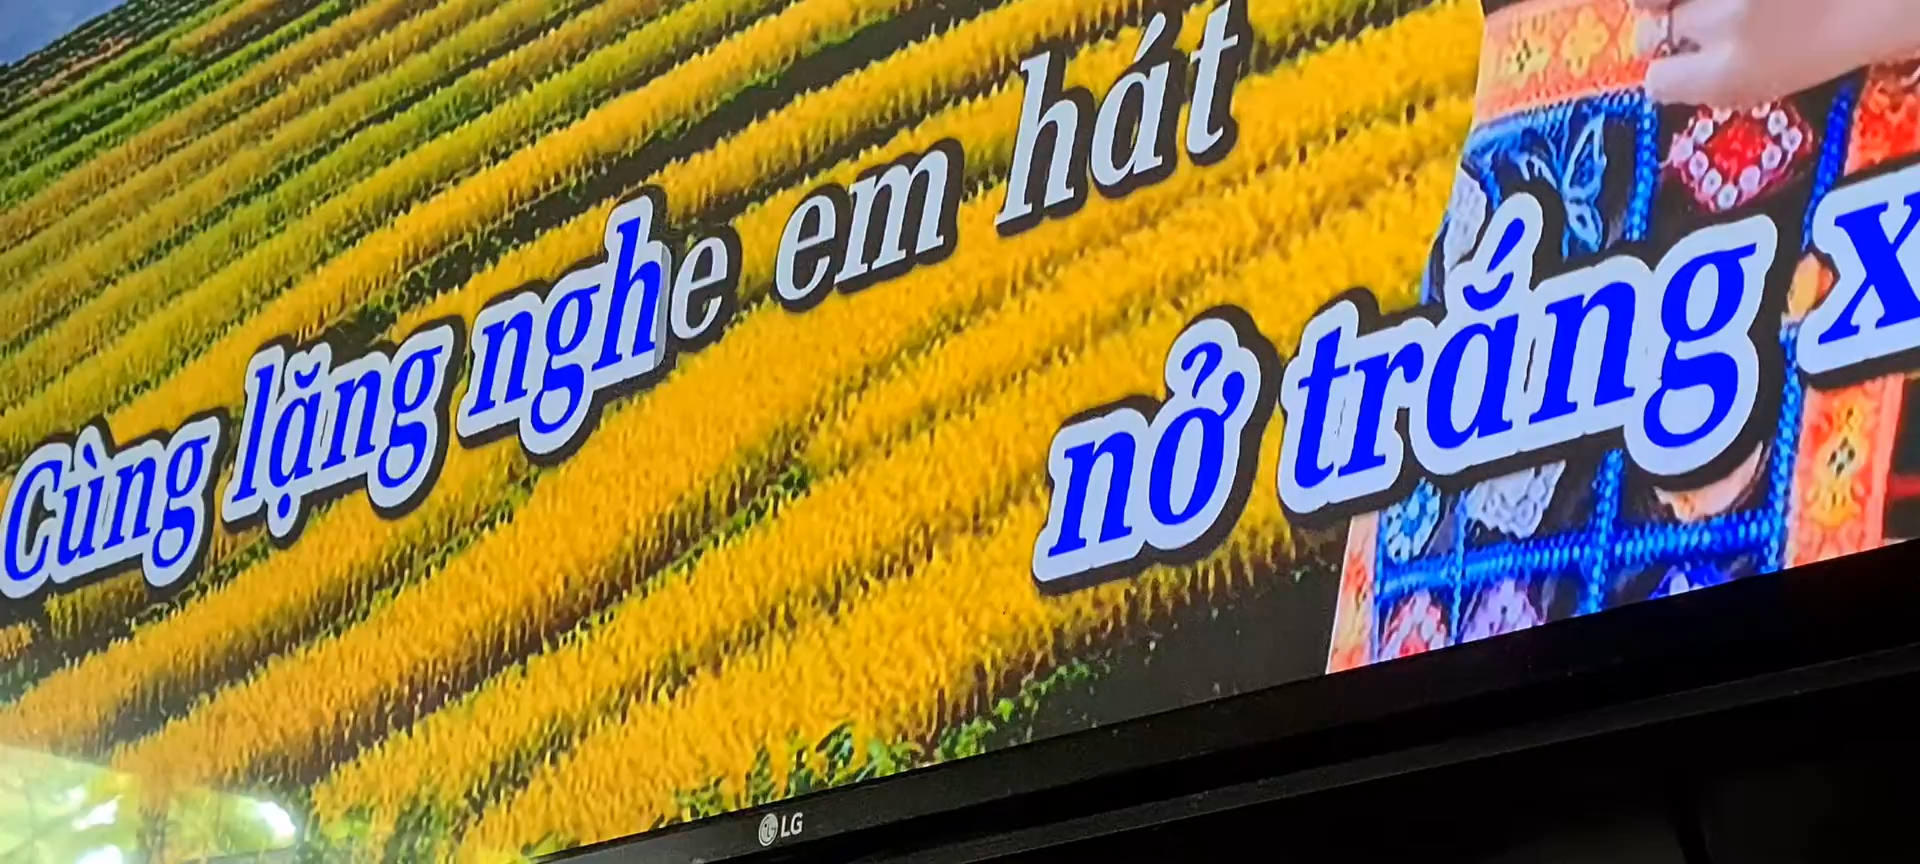 Cùng lặng nghe em hát
nở trắng x
LG